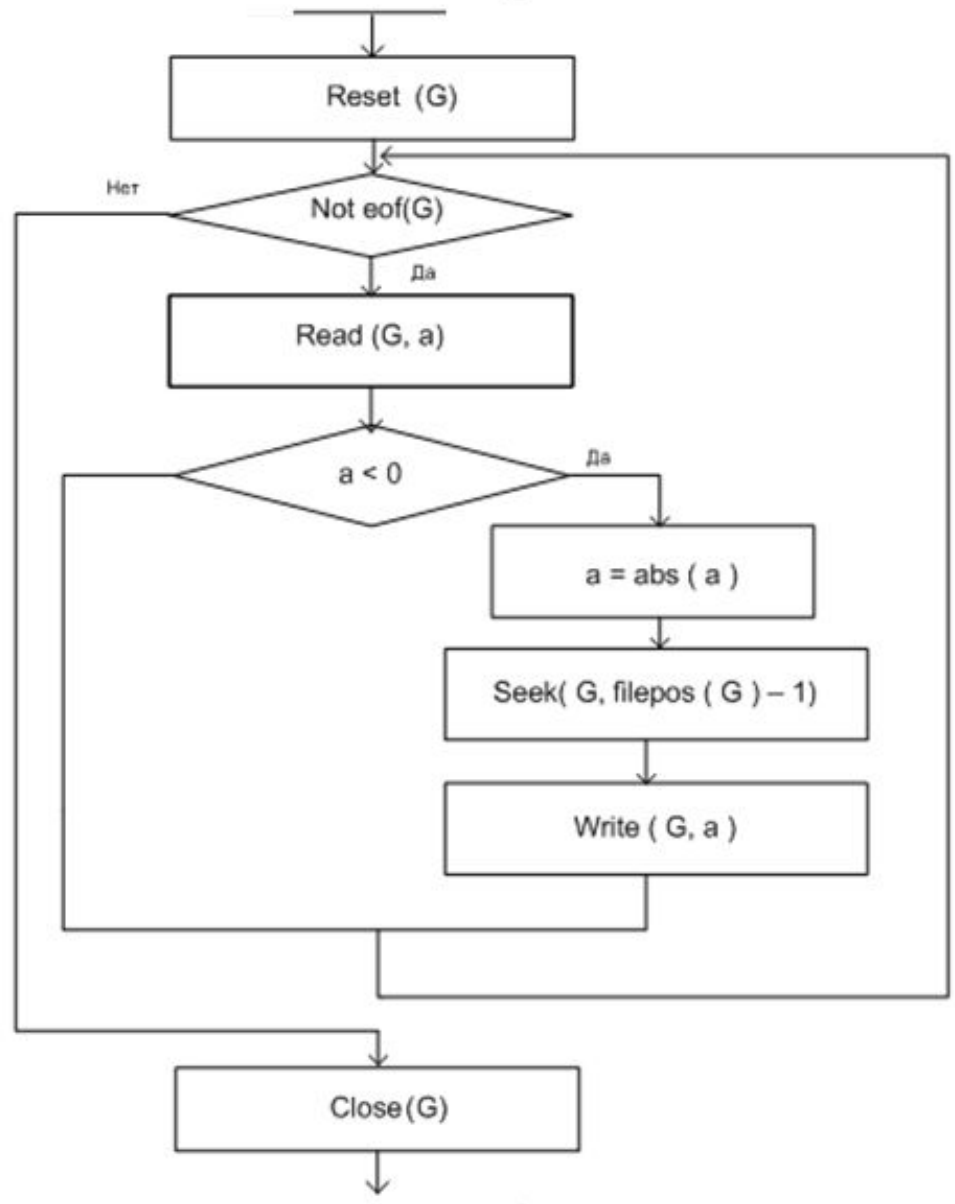 Reset (G)
Нет
Not eof(G)
Да
Read (G, a)
a < 0
Да
a = abs ( a )
Seek( G, filepos ( G ) – 1)
Write ( G, a )
Close(G)